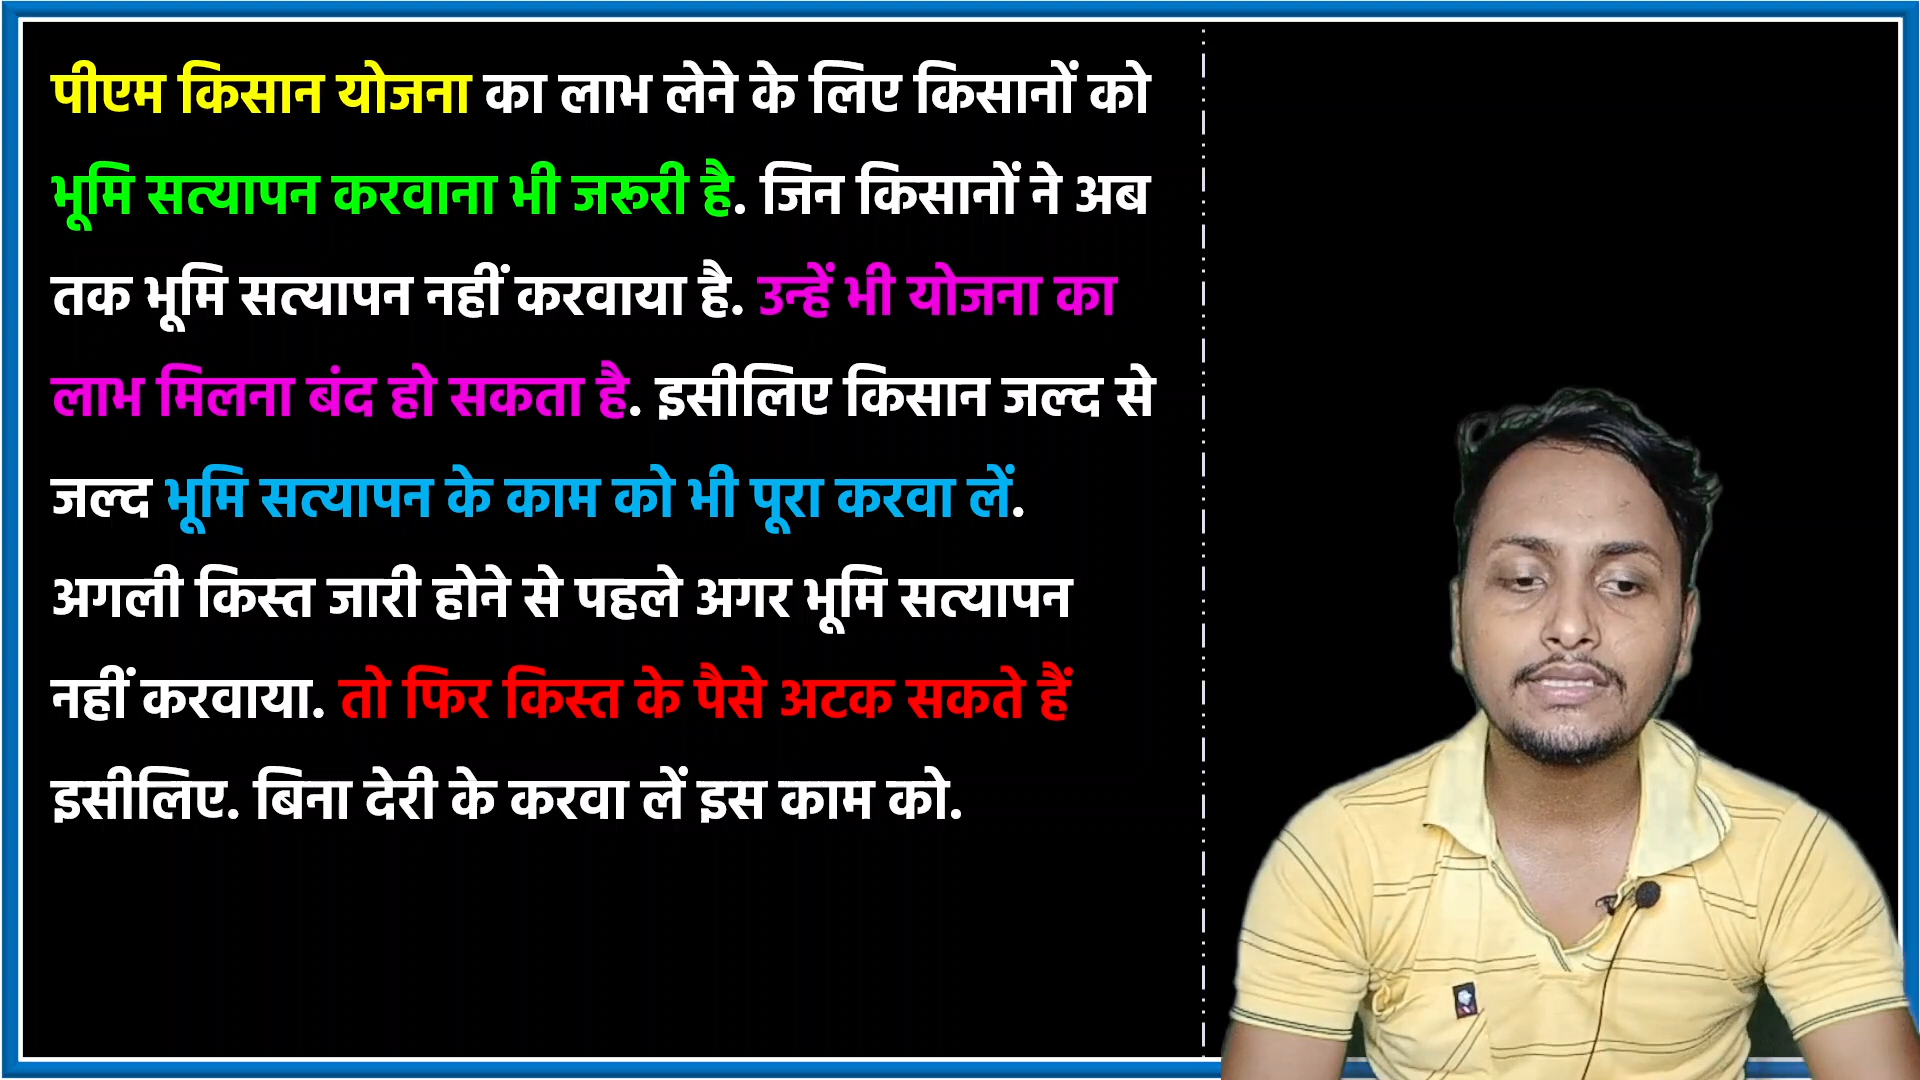 पीएम किसान योजना का लाभ लेने के लिए किसानों को
भूमि सत्यापन करवाना भी जरूरी है. जिन किसानों ने अब
तक भूमि सत्यापन नहीं करवाया है. उन्हें भी योजना का
लाभ मिलना बंद हो सकता है. इसीलिए किसान जल्द से
जल्द भूमि सत्यापन के काम को भी पूरा करवा लें.
अगली किस्त जारी होने से पहले अगर भूमि सत्यापन
नहीं करवाया. तो फिर किस्त के पैसे अटक सकते हैं
इसीलिए. बिना देरी के करवा लें इस काम को.